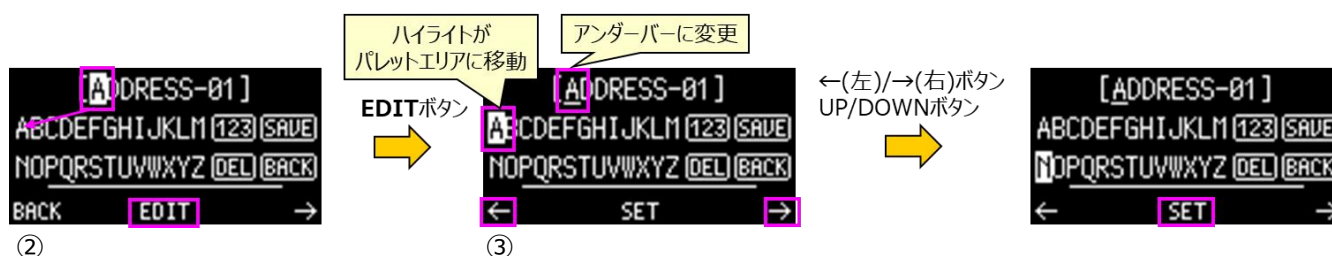 ハイライトが
パレットエリアに移動
アンダーバーに変更
[ADDRESS-01]
ABCDEFGHIJKLM 123 SAVE
NOPQRSTUVWXYZ DEL BACK
BACK EDIT →
②
EDITボタン
[ADDRESS-01]
ABCDEFGHIJKLM 123 SAVE
NOPQRSTUVWXYZ DEL BACK
← SET →
③
←(左)/→(右)ボタン
UP/DOWNボタン
[ADDRESS-01]
ABCDEFGHIJKLM 123 SAVE
NOPQRSTUVWXYZ DEL BACK
← SET →